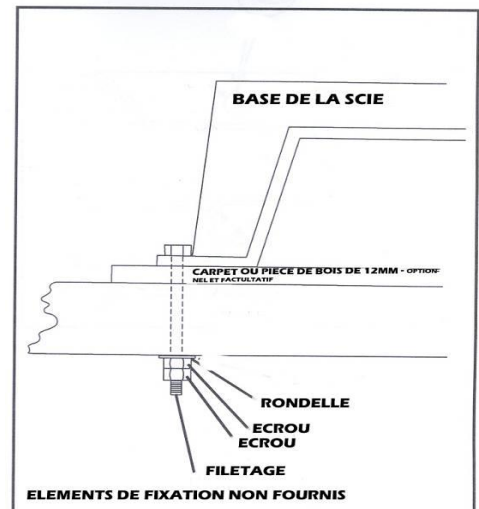 BASE DE LA SCIE
CARPET OU PIECE DE BOIS DE 12MM - OPTION-
NEL ET FACTULTATIF
RONDELLE
ECROU
ECROU
FILETAGE
ELEMENTS DE FIXATION NON FOURNIS